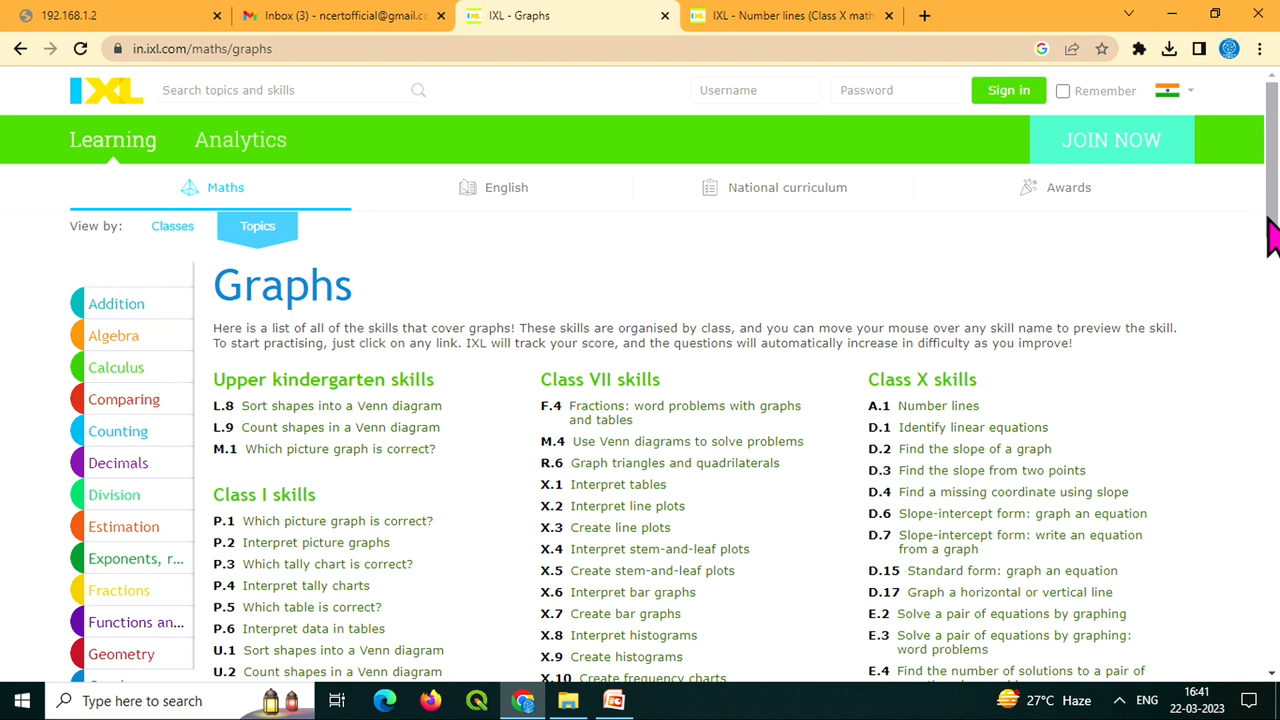 192.168.1.2
Inbox (3) - ncertofficial@gmail.cc
IXL - Graphs
IXL - Number lines (Class X math
in.ixl.com/maths/graphs
IXL
Search topics and skills
Username
Password
Sign in
Remember
Learning
Analytics
JOIN NOW
Maths
English
National curriculum
Awards
View by:
Classes
Topics
Addition
Algebra
Calculus
Comparing
Counting
Decimals
Division
Estimation
Exponents, r...
Fractions
Functions an...
Geometry
Graphs
Here is a list of all of the skills that cover graphs! These skills are organised by class, and you can move your mouse over any skill name to preview the skill.
To start practising, just click on any link. IXL will track your score, and the questions will automatically increase in difficulty as you improve!
Upper kindergarten skills
L.8 Sort shapes into a Venn diagram
L.9 Count shapes in a Venn diagram
M.1 Which picture graph is correct?
Class I skills
P.1 Which picture graph is correct?
P.2 Interpret picture graphs
P.3 Which tally chart is correct?
P.4 Interpret tally charts
P.5 Which table is correct?
P.6 Interpret data in tables
U.1 Sort shapes into a Venn diagram
U.2 Count shapes in a Venn diagram
Class VII skills
F.4 Fractions: word problems with graphs
and tables
M.4 Use Venn diagrams to solve problems
R.6 Graph triangles and quadrilaterals
X.1 Interpret tables
X.2 Interpret line plots
X.3 Create line plots
X.4 Interpret stem-and-leaf plots
X.5 Create stem-and-leaf plots
X.6 Interpret bar graphs
X.7 Create bar graphs
X.8 Interpret histograms
X.9 Create histograms
X.10 Create frequency charts
Class X skills
A.1 Number lines
D.1 Identify linear equations
D.2 Find the slope of a graph
D.3 Find the slope from two points
D.4 Find a missing coordinate using slope
D.6 Slope-intercept form: graph an equation
D.7 Slope-intercept form: write an equation
from a graph
D.15 Standard form: graph an equation
D.17 Graph a horizontal or vertical line
E.2 Solve a pair of equations by graphing
E.3 Solve a pair of equations by graphing:
word problems
E.4 Find the number of solutions to a pair of
Type here to search
27°C Haze
ENG
16:41
22-03-2023